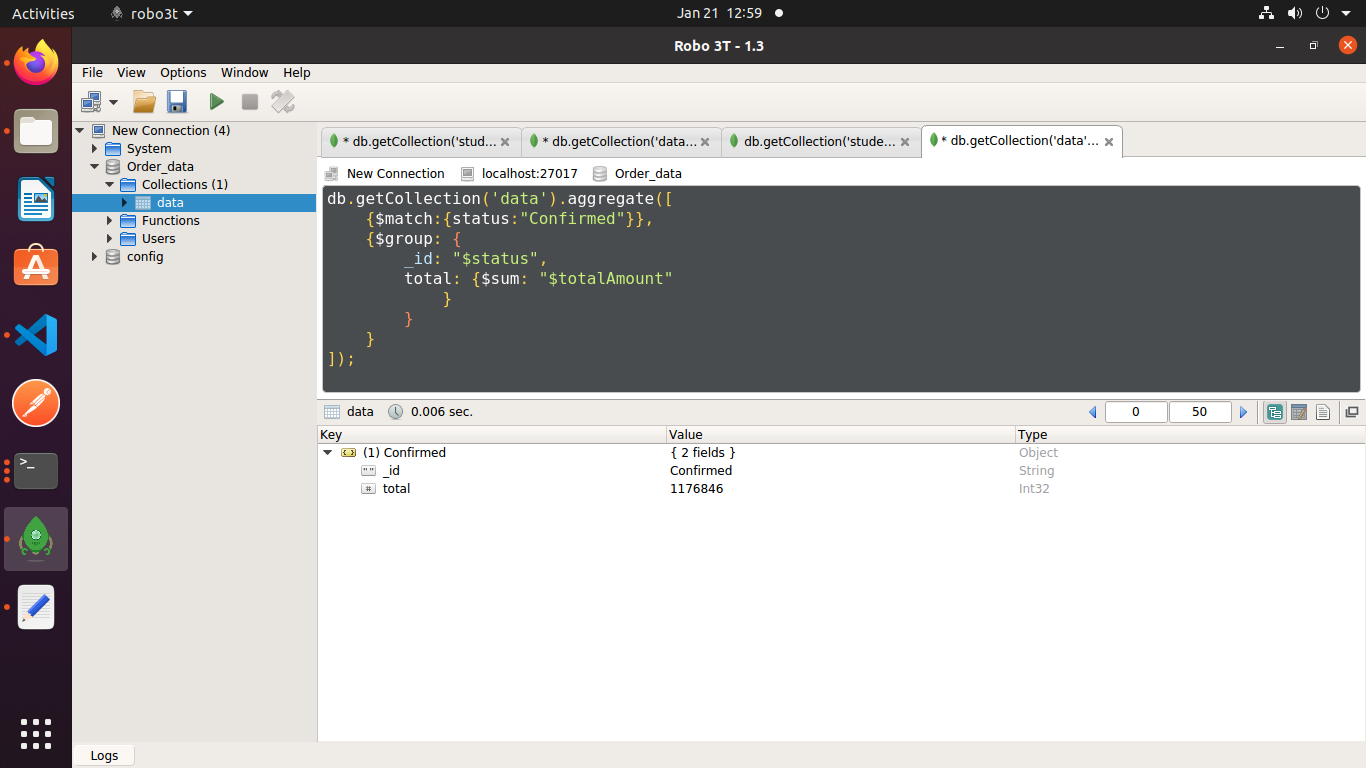 Activities robo3t Jan 21 12:59
Robo 3T - 1.3
File View Options Window Help
New Connection (4)
System
Order_data
Collections (1)
data
Functions
Users
config
* db.getCollection('stud... * db.getCollection('data... db.getCollection('stude... * db.getCollection('data'...
New Connection localhost:27017 Order_data
db.getCollection('data').aggregate([
{$match:{status:"Confirmed"}},
{$group: {
_id: "$status",
total: {$sum: "$totalAmount"
}
}
}
]);
data 0.006 sec. 0 50
Key Value Type
(1) Confirmed { 2 fields } Object
_id Confirmed String
total 1176846 Int32
Logs